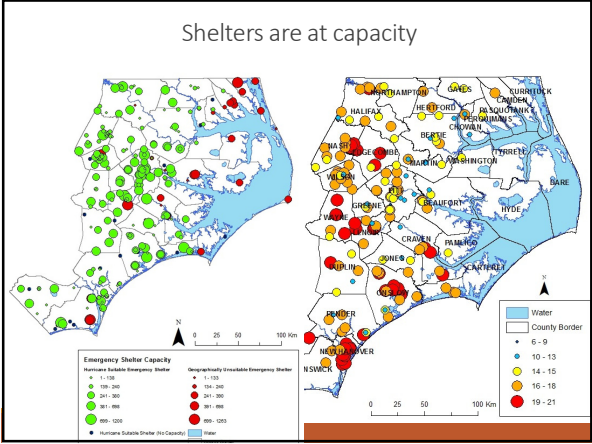 Shelters are at capacity
N
0 25 50 100 Km
Emergency Shelter Capacity
Hurricane Suitable Emergency Shelter
1 - 138
139 - 240
241 - 380
381 - 698
699 - 1200
Hurricane Suitable Shelter (No Capacity)
Geographically Unsuitable Emergency Shelter
1 - 133
134 - 240
241 - 380
381 - 698
699 - 1263
Water
NORTHAMPTON
GATES
CURRITUCK
CAMDEN
PASQUOTANK
HERTFORD
PERQUIMANS
HALIFAX
CHOWAN
BERTIE
NASH
EDGECOMBE
TYRRELL
MARTIN
WASHINGTON
WILSON
DARE
PITT
BEAUFORT
GREENE
HYDE
WAYNE
LENOIR
CRAVEN
PAMLICO
JONES
CARTERET
DUPLIN
ONSLOW
PENDER
NEW HANOVER
NSWICK
N
0 25 50 100 Km
Water
County Border
6 - 9
10 - 13
14 - 15
16 - 18
19 - 21